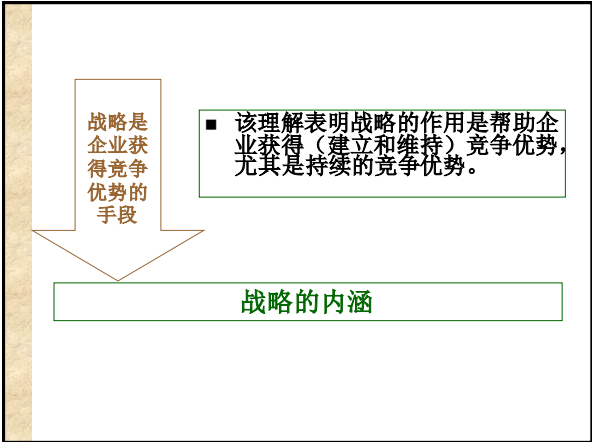 战略是
企业获
得竞争
优势的
手段
■ 该理解表明战略的作用是帮助企
业获得（建立和维持）竞争优势，
尤其是持续的竞争优势。
战略的内涵